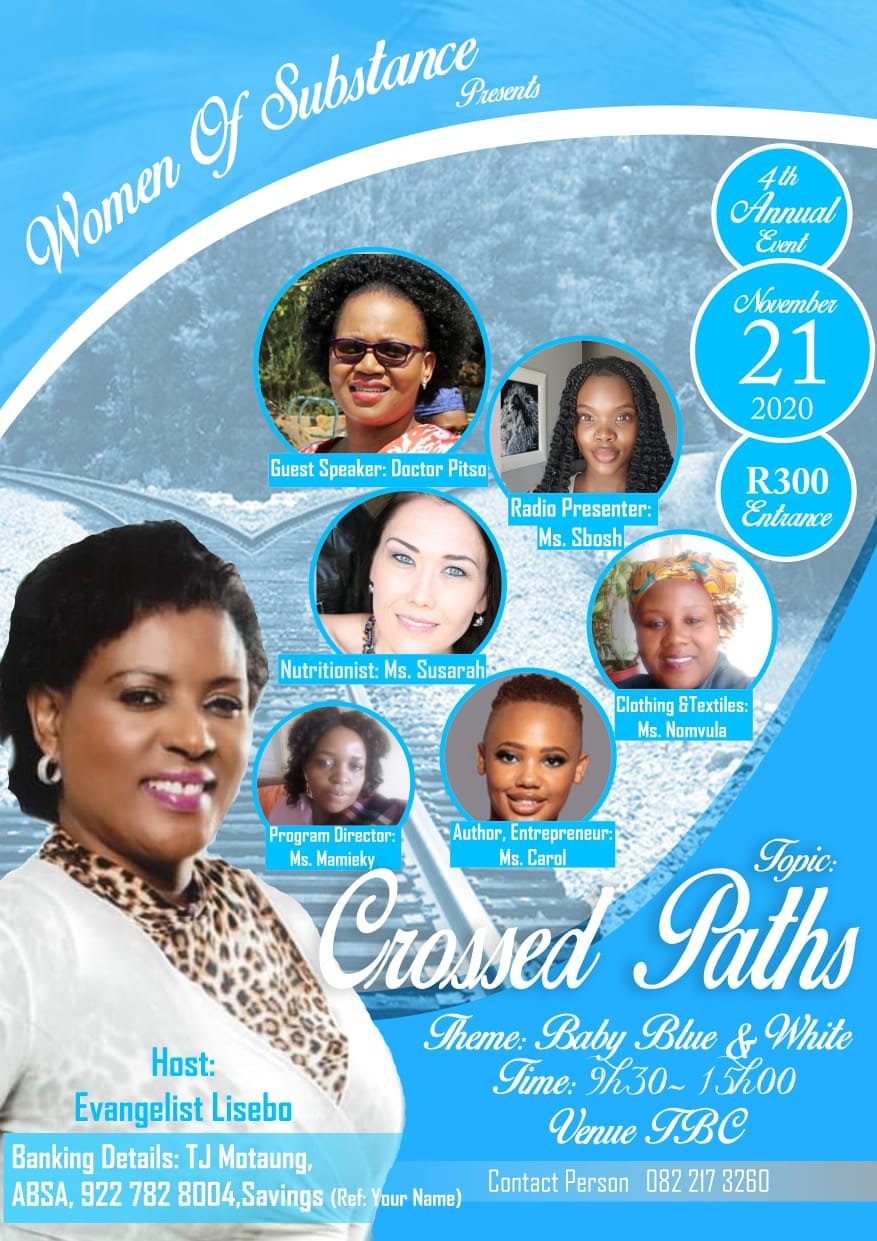 Women Of Substance
Presents
4th
Annual
Event
November
21
2020
R300
Entrance
Guest Speaker: Doctor Pitso
Radio Presenter:
Ms. Sbosh
Nutritionist: Ms. Susarah
Clothing &Textiles:
Ms. Nomvula
Program Director:
Ms. Mamieky
Author, Entrepreneur:
Ms. Carol
Topic:
Crossed Paths
Theme: Baby Blue & White
Time: 9h30~ 15h00
Venue TBC
Host:
Evangelist Lisebo
Banking Details: TJ Motaung,
ABSA, 922 782 8004,Savings (Ref: Your Name)
Contact Person 082 217 3260